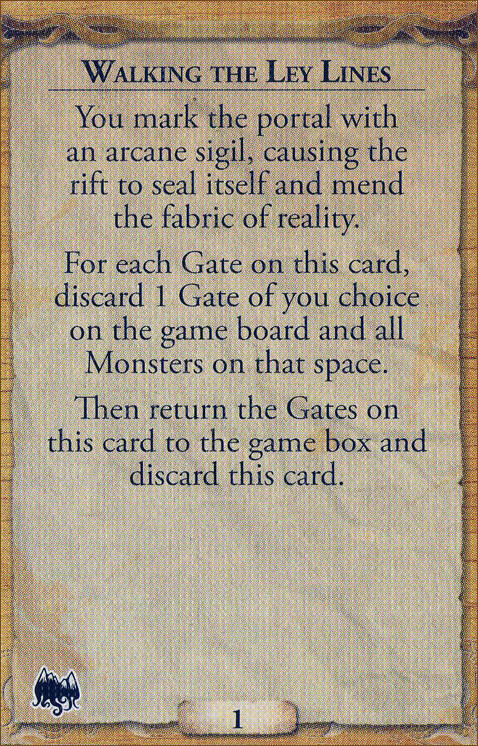 Walking the Ley Lines
You mark the portal with
an arcane sigil, causing the
rift to seal itself and mend
the fabric of reality.
For each Gate on this card,
discard 1 Gate of you choice
on the game board and all
Monsters on that space.
Then return the Gates on
this card to the game box and
discard this card.
1